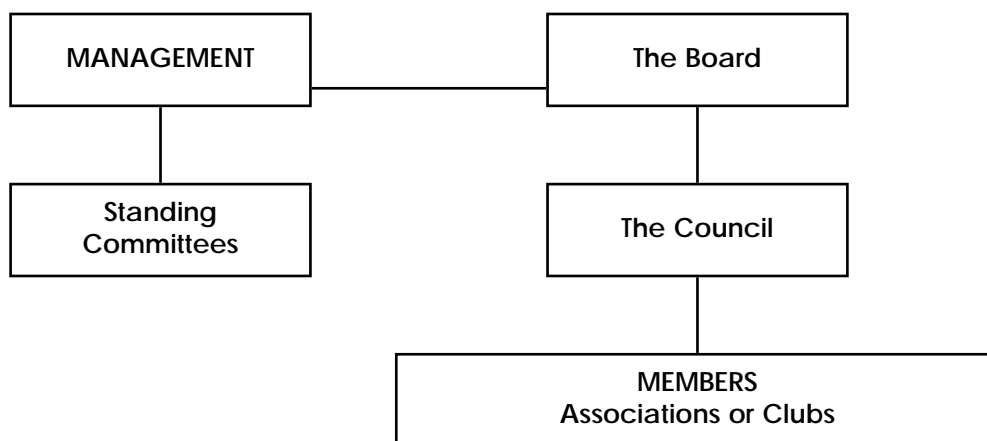 MANAGEMENT
The Board
Standing
Committees
The Council
MEMBERS
Associations or Clubs